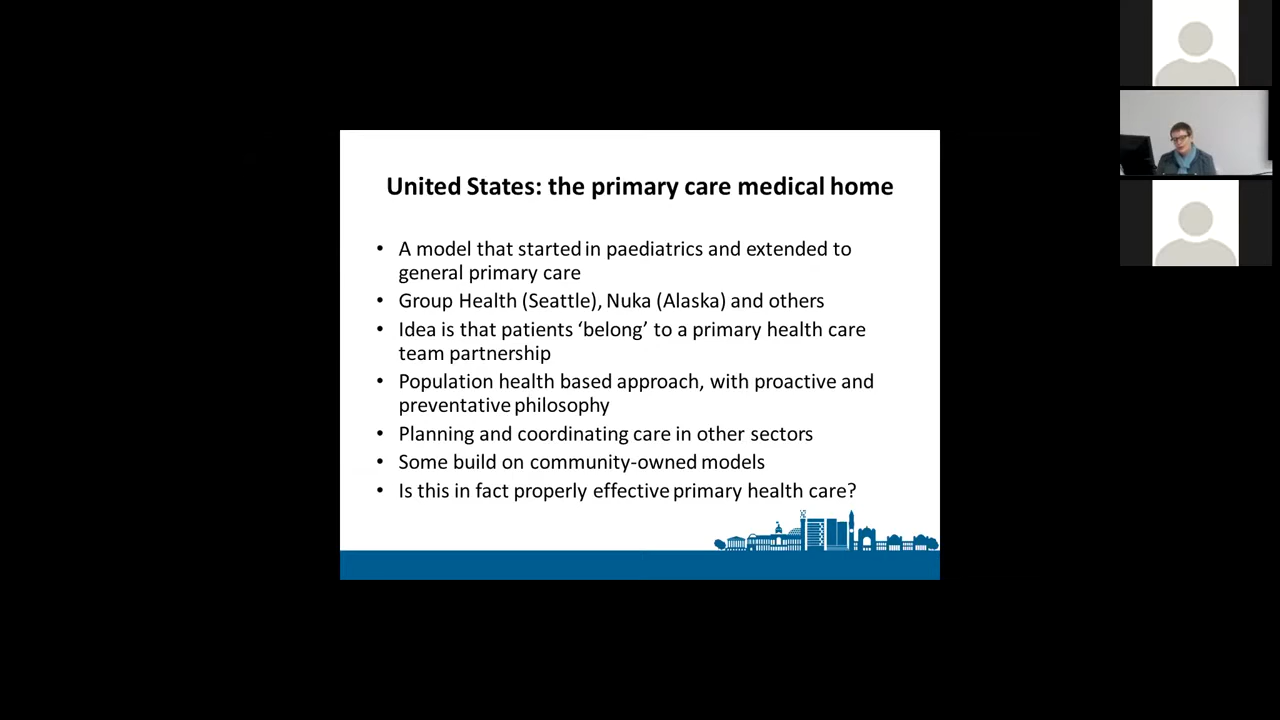 United States: the primary care medical home
• A model that started in paediatrics and extended to
general primary care
• Group Health (Seattle), Nuka (Alaska) and others
• Idea is that patients ‘belong’ to a primary health care
team partnership
• Population health based approach, with proactive and
preventative philosophy
• Planning and coordinating care in other sectors
• Some build on community-owned models
• Is this in fact properly effective primary health care?